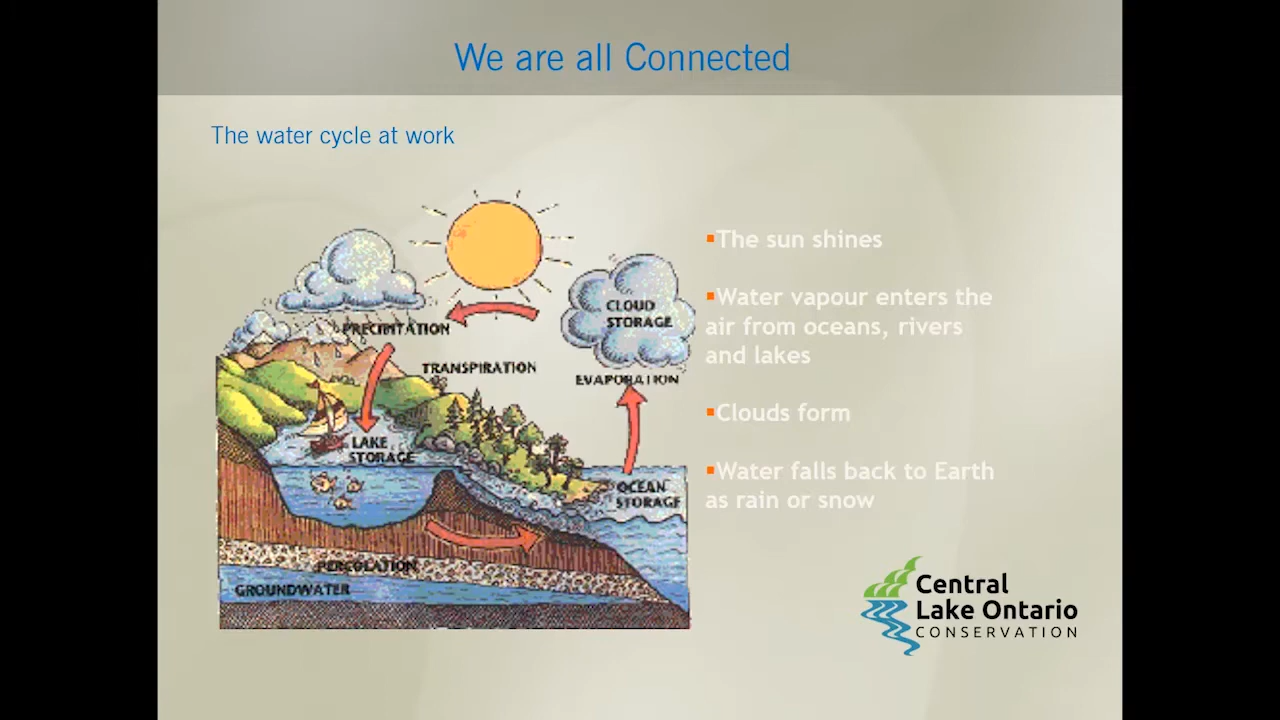 We are all Connected
The water cycle at work
▪The sun shines
▪Water vapour enters the
air from oceans, rivers
and lakes
▪Clouds form
▪Water falls back to Earth
as rain or snow
CLOUD
STORAGE
PRECIPITATION
TRANSPIRATION
EVAPORATION
LAKE
STORAGE
OCEAN
STORAGE
PERCOLATION
GROUNDWATER
Central
Lake Ontario
CONSERVATION